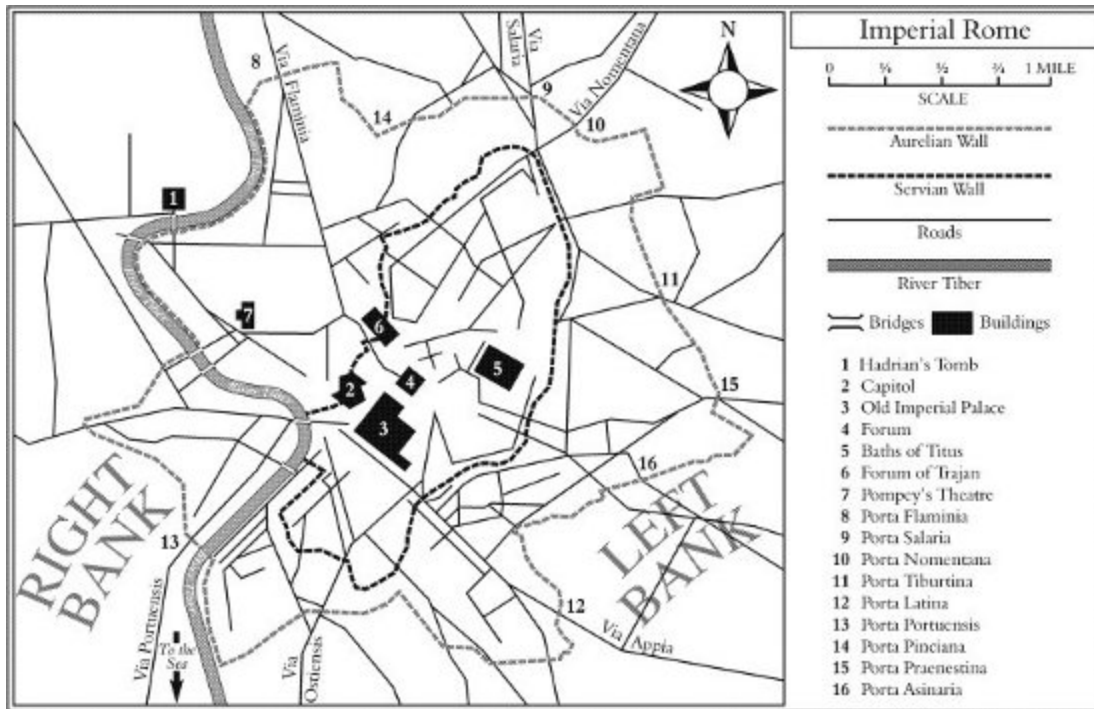 N
Via Flaminia
Via Salaria
Via Nomentana
8
14
9
10
1
7
6
11
2
4
5
3
15
16
13
12
RIGHT BANK
LEFT BANK
Via Portuensis
To the Sea
Via Ostiensis
Via Appia
Imperial Rome
0 ¼ ½ ¾ 1 MILE
SCALE
Aurelian Wall
Servian Wall
Roads
River Tiber
Bridges Buildings
1 Hadrian's Tomb
2 Capitol
3 Old Imperial Palace
4 Forum
5 Baths of Titus
6 Forum of Trajan
7 Pompey's Theatre
8 Porta Flaminia
9 Porta Salaria
10 Porta Nomentana
11 Porta Tiburtina
12 Porta Latina
13 Porta Portuensis
14 Porta Pinciana
15 Porta Praenestina
16 Porta Asinaria